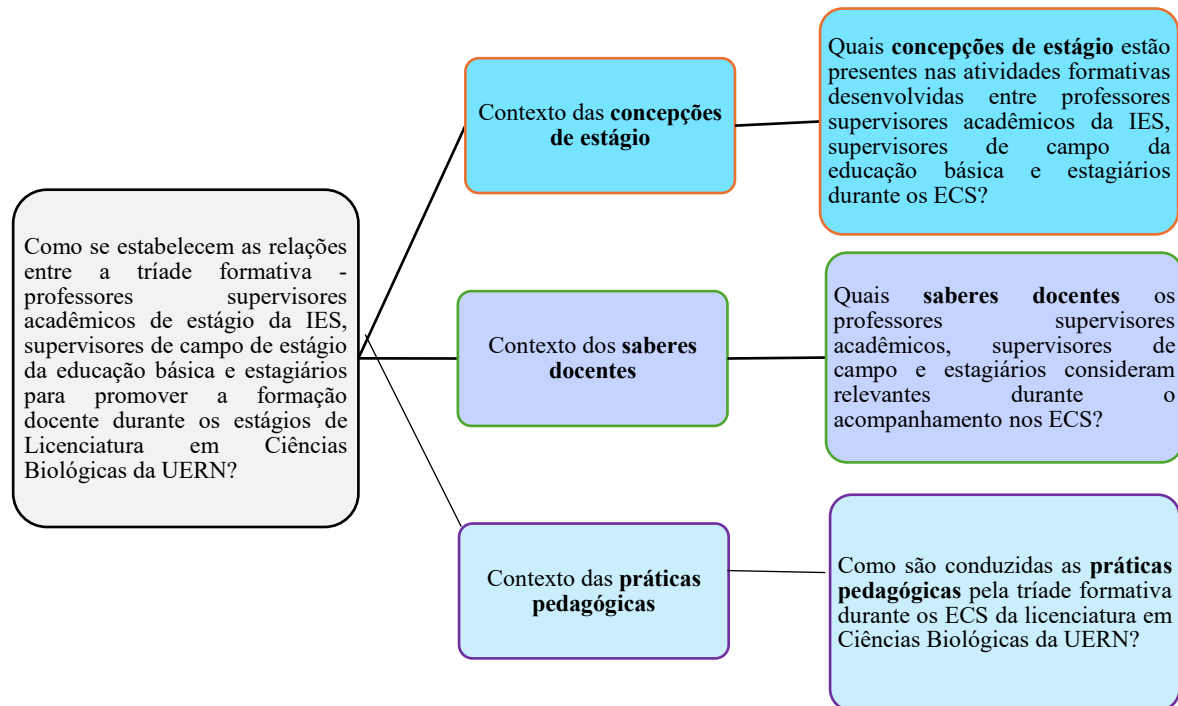 Como se estabelecem as relações
entre a tríade formativa -
professores supervisores
acadêmicos de estágio da IES,
supervisores de campo de estágio
da educação básica e estagiários
para promover a formação
docente durante os estágios de
Licenciatura em Ciências
Biológicas da UERN?
Contexto das concepções
de estágio
Quais concepções de estágio estão
presentes nas atividades formativas
desenvolvidas entre professores
supervisores acadêmicos da IES,
supervisores de campo da
educação básica e estagiários
durante os ECS?
Contexto dos saberes
docentes
Quais saberes docentes os
professores supervisores
acadêmicos, supervisores de
campo e estagiários consideram
relevantes durante o
acompanhamento nos ECS?
Contexto das práticas
pedagógicas
Como são conduzidas as práticas
pedagógicas pela tríade formativa
durante os ECS da licenciatura em
Ciências Biológicas da UERN?